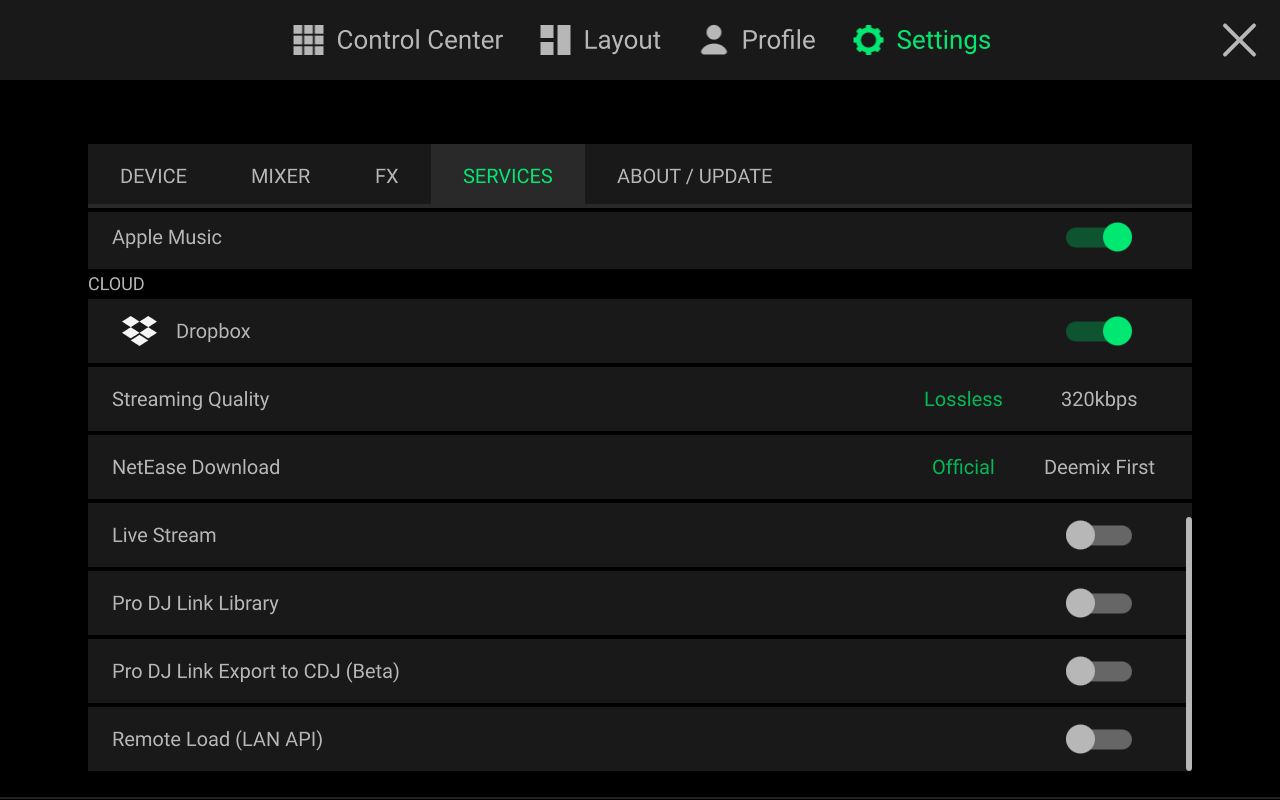 Control Center Layout Profile Settings
DEVICE MIXER FX SERVICES ABOUT / UPDATE
Apple Music
CLOUD
Dropbox
Streaming Quality Lossless 320kbps
NetEase Download Official Deemix First
Live Stream
Pro DJ Link Library
Pro DJ Link Export to CDJ (Beta)
Remote Load (LAN API)